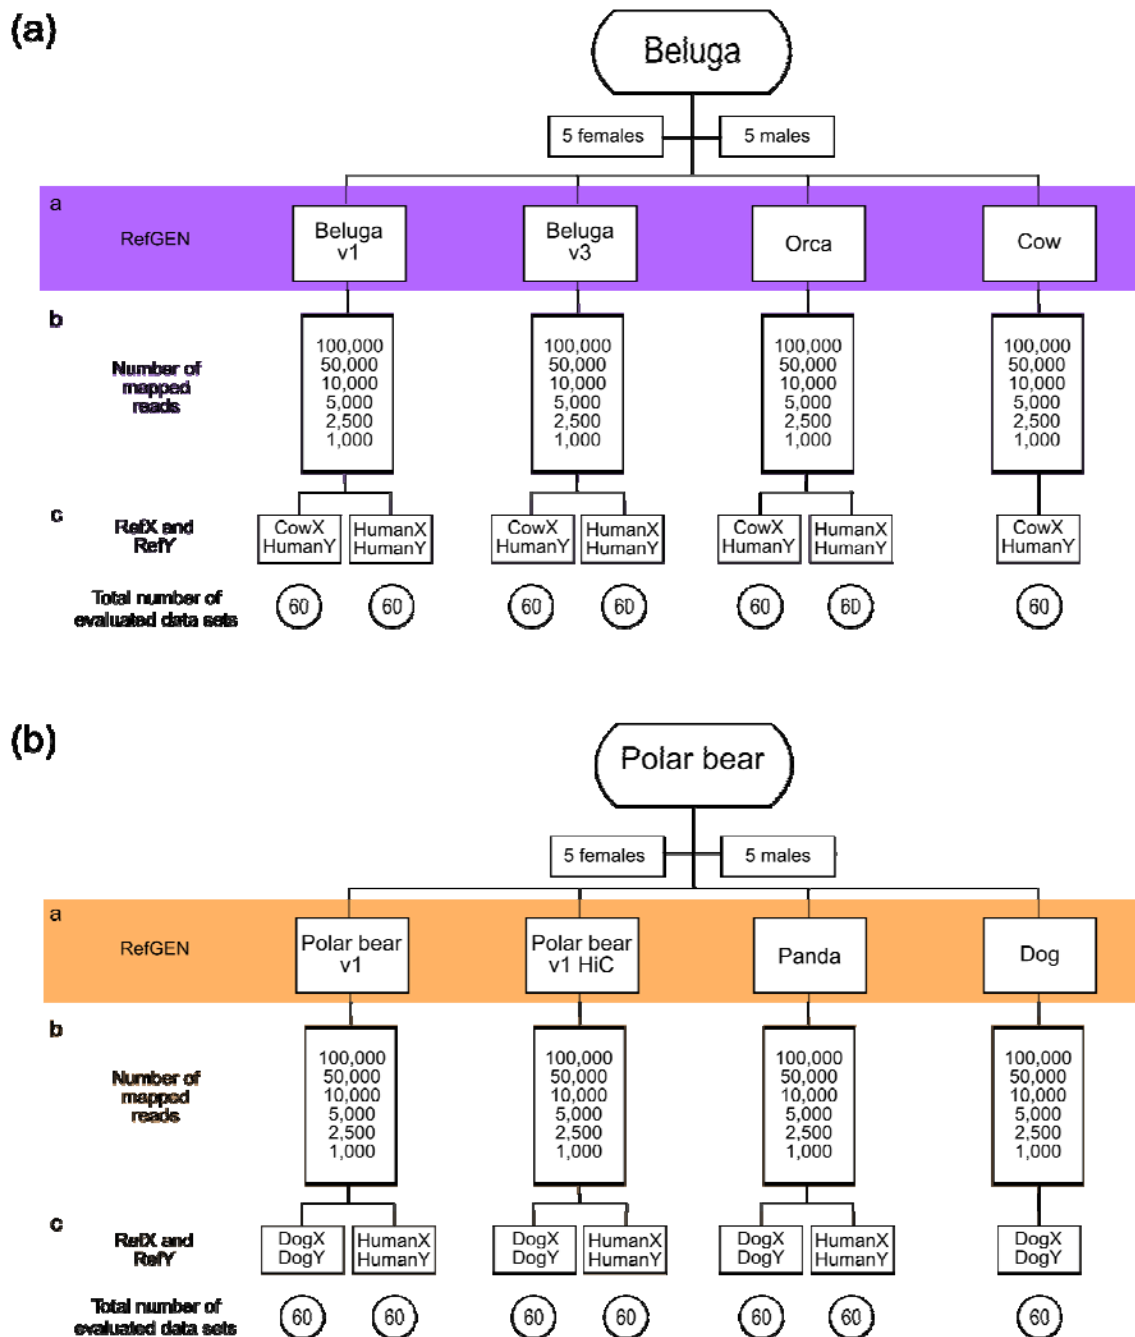 (a)
Beluga
5 females
5 males
a
RefGEN
Beluga
v1
Beluga
v3
Orca
Cow
b
Number of
mapped
reads
100,000
50,000
10,000
5,000
2,500
1,000
100,000
50,000
10,000
5,000
2,500
1,000
100,000
50,000
10,000
5,000
2,500
1,000
100,000
50,000
10,000
5,000
2,500
1,000
c
RefX and
RefY
CowX
HumanY
HumanX
HumanY
CowX
HumanY
HumanX
HumanY
CowX
HumanY
HumanX
HumanY
CowX
HumanY
Total number of
evaluated data sets
60
60
60
60
60
60
60
(b)
Polar bear
5 females
5 males
a
RefGEN
Polar bear
v1
Polar bear
v1 HiC
Panda
Dog
b
Number of
mapped
reads
100,000
50,000
10,000
5,000
2,500
1,000
100,000
50,000
10,000
5,000
2,500
1,000
100,000
50,000
10,000
5,000
2,500
1,000
100,000
50,000
10,000
5,000
2,500
1,000
c
RefX and
RefY
DogX
DogY
HumanX
HumanY
DogX
DogY
HumanX
HumanY
DogX
DogY
HumanX
HumanY
DogX
DogY
Total number of
evaluated data sets
60
60
60
60
60
60
60